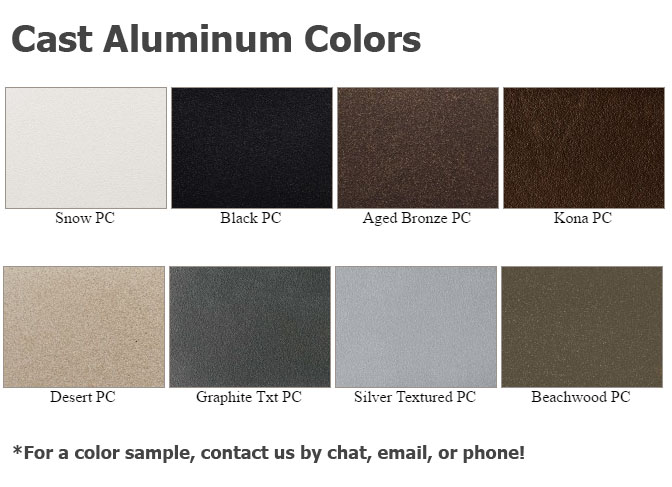 Cast Aluminum Colors
Snow PC
Black PC
Aged Bronze PC
Kona PC
Desert PC
Graphite Txt PC
Silver Textured PC
Beachwood PC
*For a color sample, contact us by chat, email, or phone!